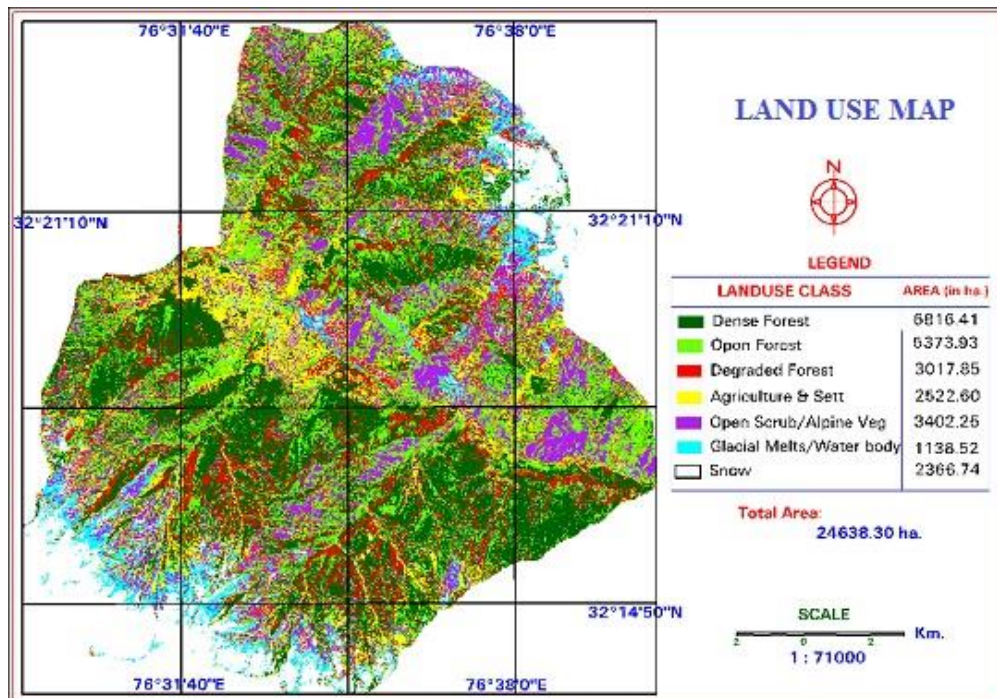 76°31'40"E
76°38'0"E
LAND USE MAP
N
32°21'10"N
32°21'10"N
LEGEND
LANDUSE CLASS AREA (in ha)
Dense Forest 6816.41
Open Forest 5373.93
Degraded Forest 3017.85
Agriculture & Sett 2522.60
Open Scrub/Alpine Veg 3402.25
Glacial Melts/Water body 1138.52
Snow 2366.74
Total Area:
24638.30 ha.
32°14'50"N
SCALE
2 0 2 Km.
1 : 71000
76°31'40"E
76°38'0"E